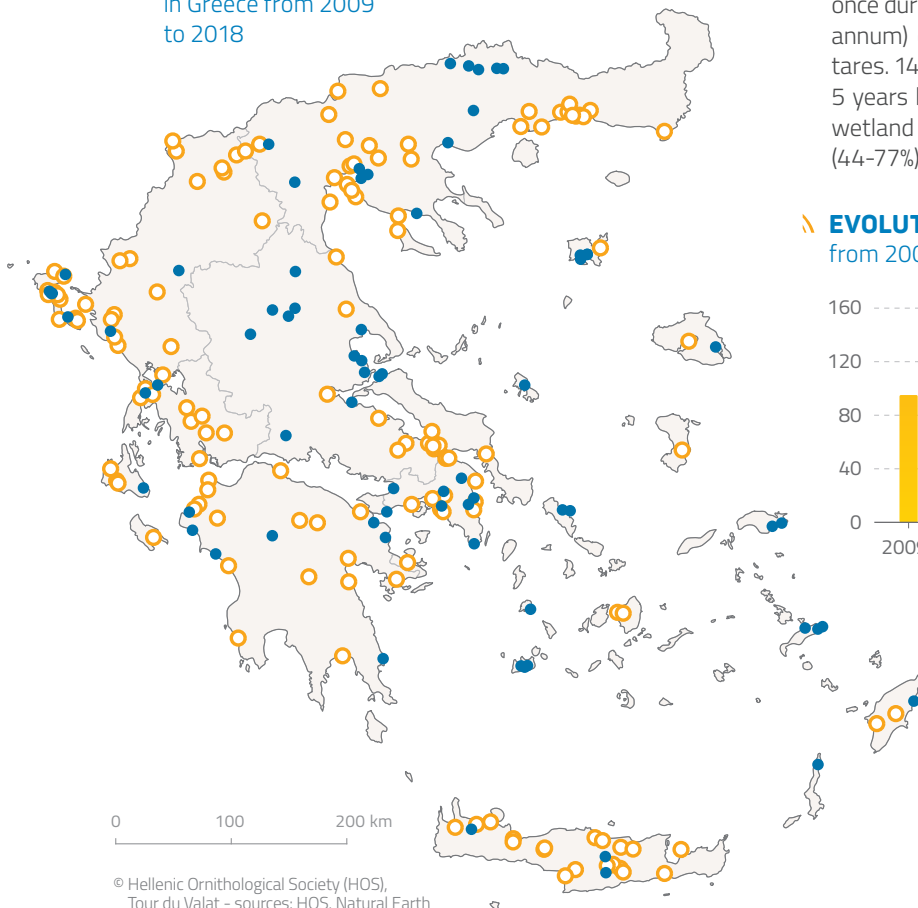 in Greece from 2009
to 2018
once dur
annum)
tares. 14
5 years
wetland
(44-77%)
EVOLUT
from 200
160
120
80
40
0
2009
0 100 200 km
© Hellenic Ornithological Society (HOS),
Tour du Valat - sources: HOS, Natural Earth